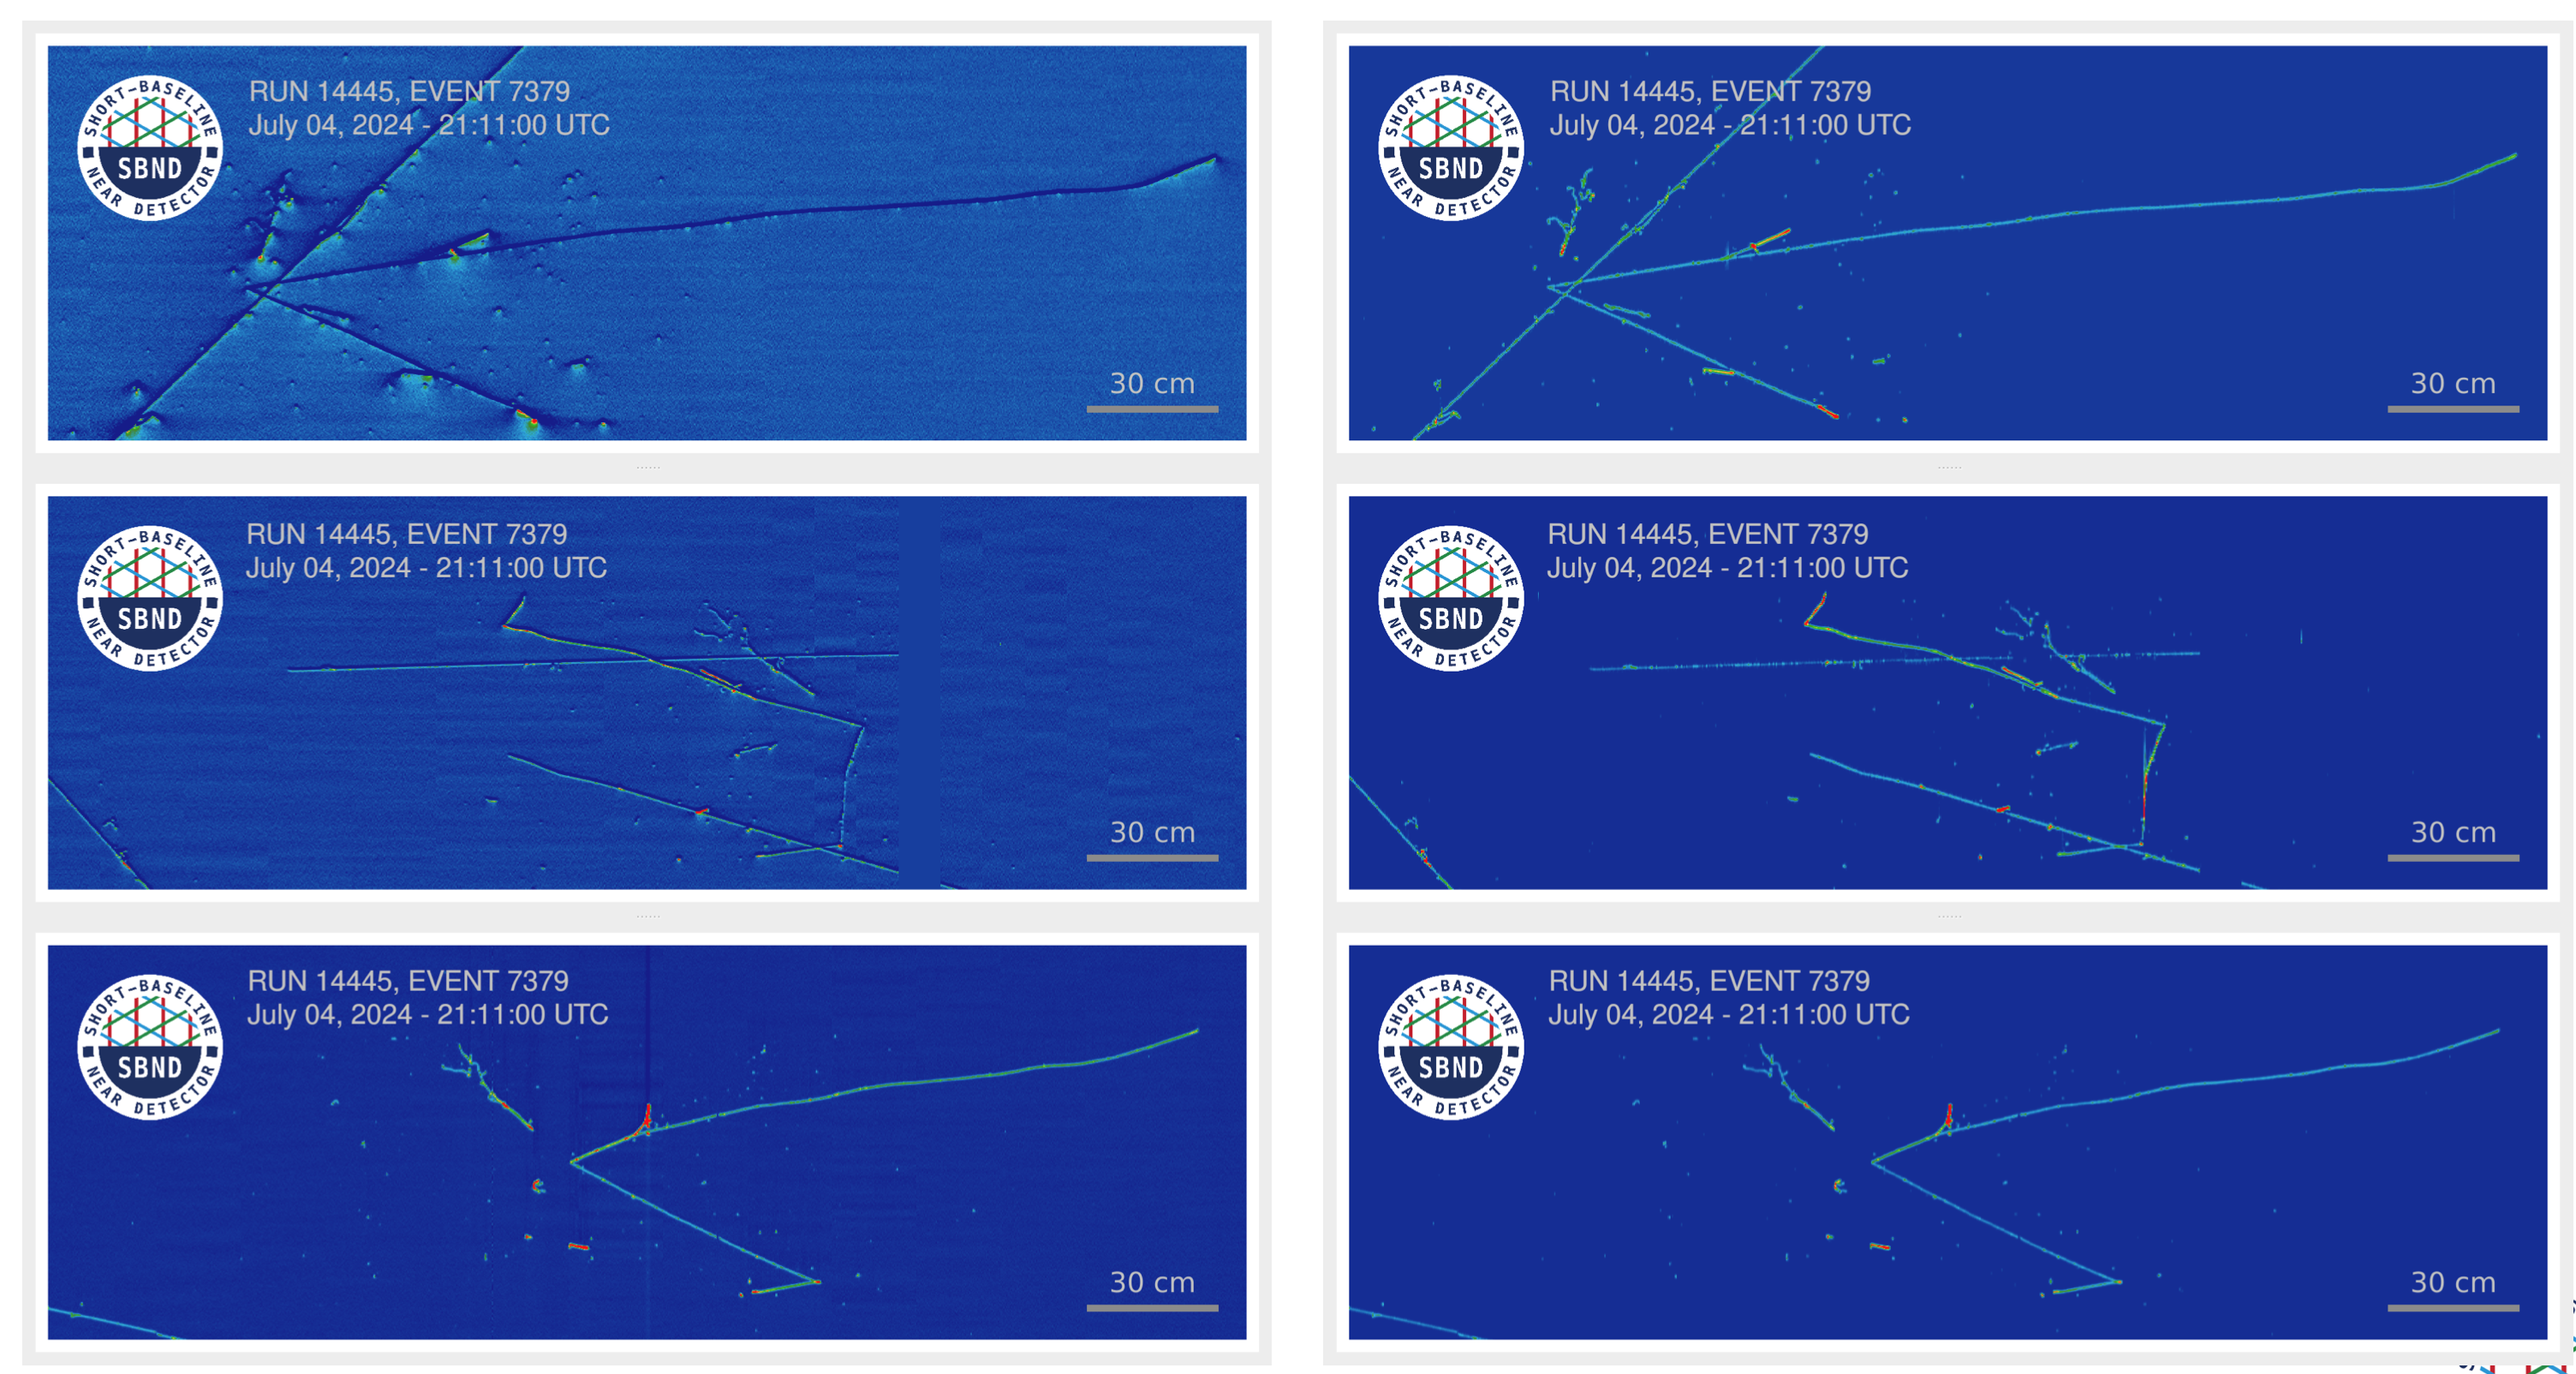 SHORT-BASELINE
SBND
NEAR DETECTOR
RUN 14445, EVENT 7379
July 04, 2024 - 21:11:00 UTC
30 cm
SHORT-BASELINE
SBND
NEAR DETECTOR
RUN 14445, EVENT 7379
July 04, 2024 - 21:11:00 UTC
30 cm
SHORT-BASELINE
SBND
NEAR DETECTOR
RUN 14445, EVENT 7379
July 04, 2024 - 21:11:00 UTC
30 cm
SHORT-BASELINE
SBND
NEAR DETECTOR
RUN 14445, EVENT 7379
July 04, 2024 - 21:11:00 UTC
30 cm
SHORT-BASELINE
SBND
NEAR DETECTOR
RUN 14445, EVENT 7379
July 04, 2024 - 21:11:00 UTC
30 cm
SHORT-BASELINE
SBND
NEAR DETECTOR
RUN 14445, EVENT 7379
July 04, 2024 - 21:11:00 UTC
30 cm